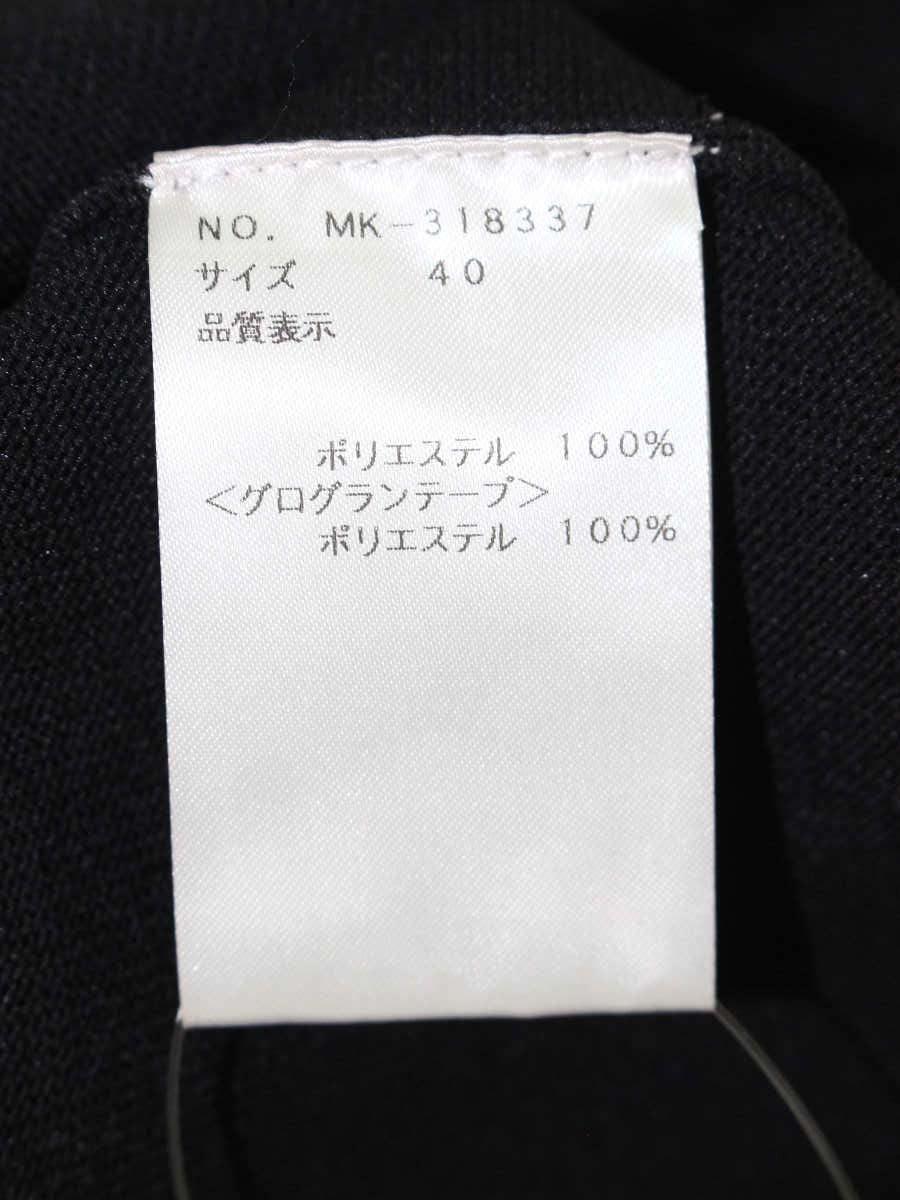 NO. MK-318337
サイズ 40
品質表示
ポリエステル 100%
<グログランテープ>
ポリエステル 100%